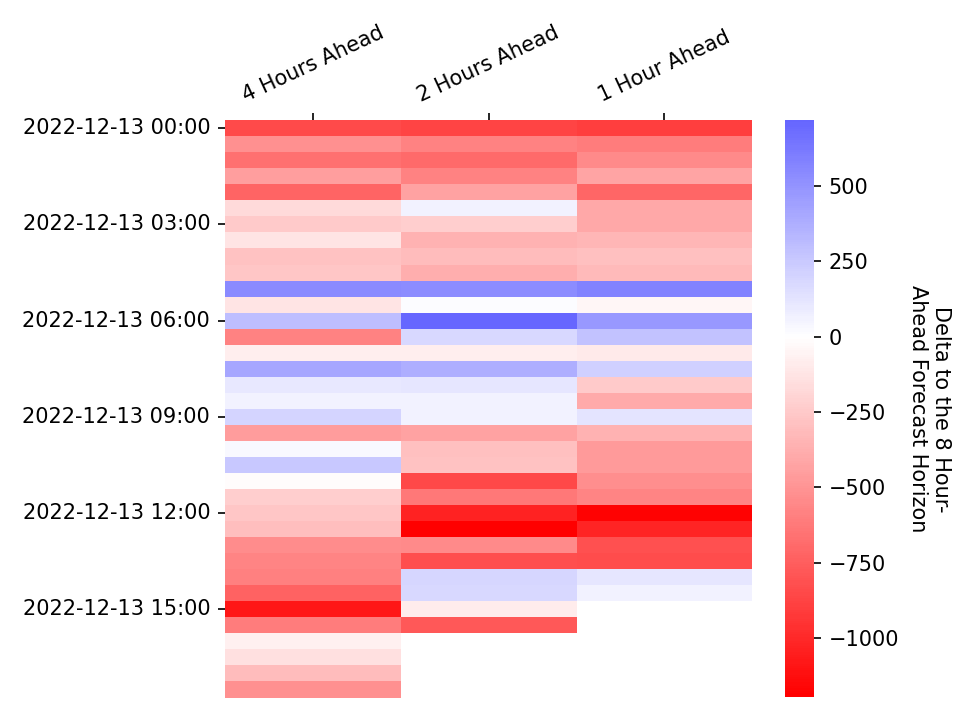 4 Hours Ahead
2 Hours Ahead
1 Hour Ahead
2022-12-13 00:00
2022-12-13 03:00
2022-12-13 06:00
2022-12-13 09:00
2022-12-13 12:00
2022-12-13 15:00
500
250
0
−250
−500
−750
−1000
Delta to the 8 Hour-
Ahead Forecast Horizon